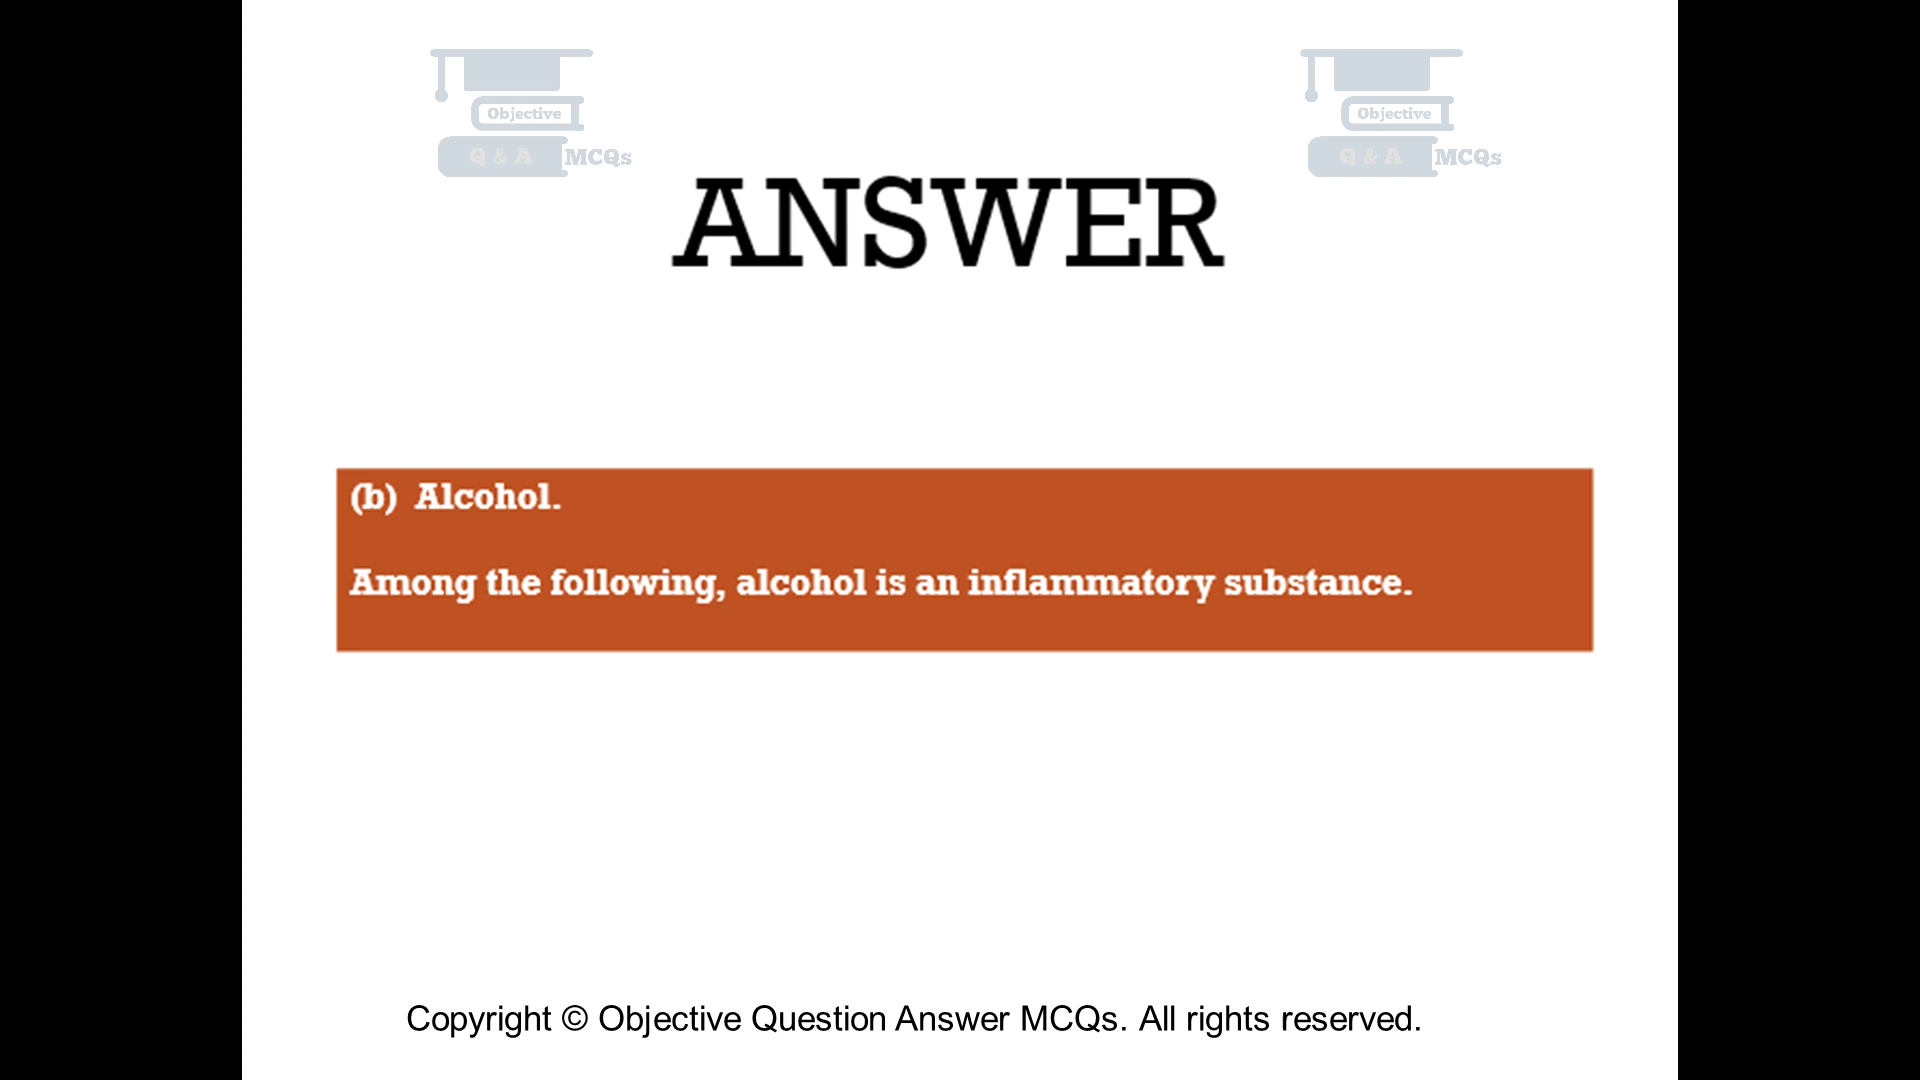 Objective
Q & A MCQs
Objective
Q & A MCQs
ANSWER
(b) Alcohol.
Among the following, alcohol is an inflammatory substance.
Copyright © Objective Question Answer MCQs. All rights reserved.